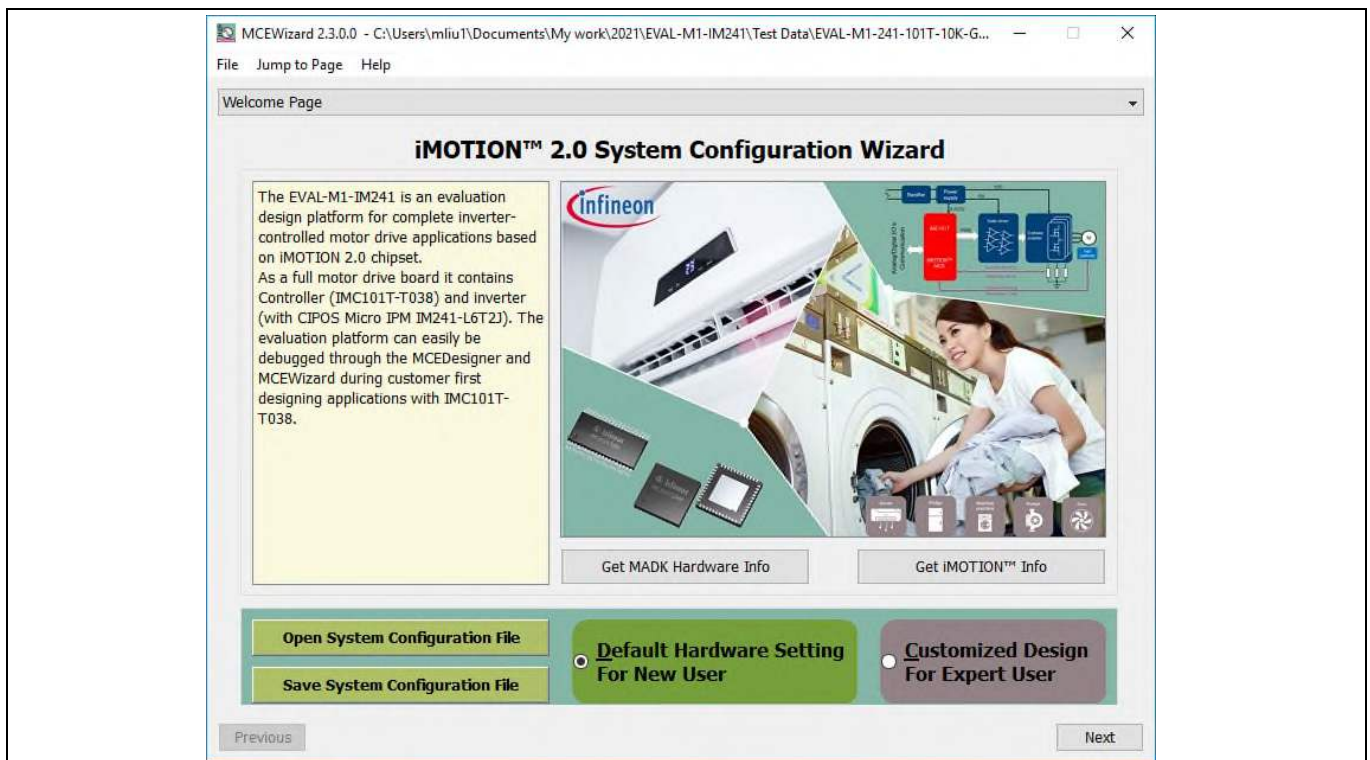 MCEWizard 2.3.0.0 - C:\Users\mliu1\Documents\My work\2021\EVAL-M1-IM241\Test Data\EVAL-M1-241-101T-10K-G...
File Jump to Page Help
Welcome Page
iMOTION™ 2.0 System Configuration Wizard
The EVAL-M1-IM241 is an evaluation
design platform for complete inverter-
controlled motor drive applications based
on iMOTION 2.0 chipset.
As a full motor drive board it contains
Controller (IMC101T-T038) and inverter
(with CIPOS Micro IPM IM241-L6T2J). The
evaluation platform can easily be
debugged through the MCEDesigner and
MCEWizard during customer first
designing applications with IMC101T-
T038.
infineon
Rectifier
Get MADK Hardware Info
Get iMOTION™ Info
Open System Configuration File
Save System Configuration File
Default Hardware Setting
For New User
Customized Design
For Expert User
Previous
Next